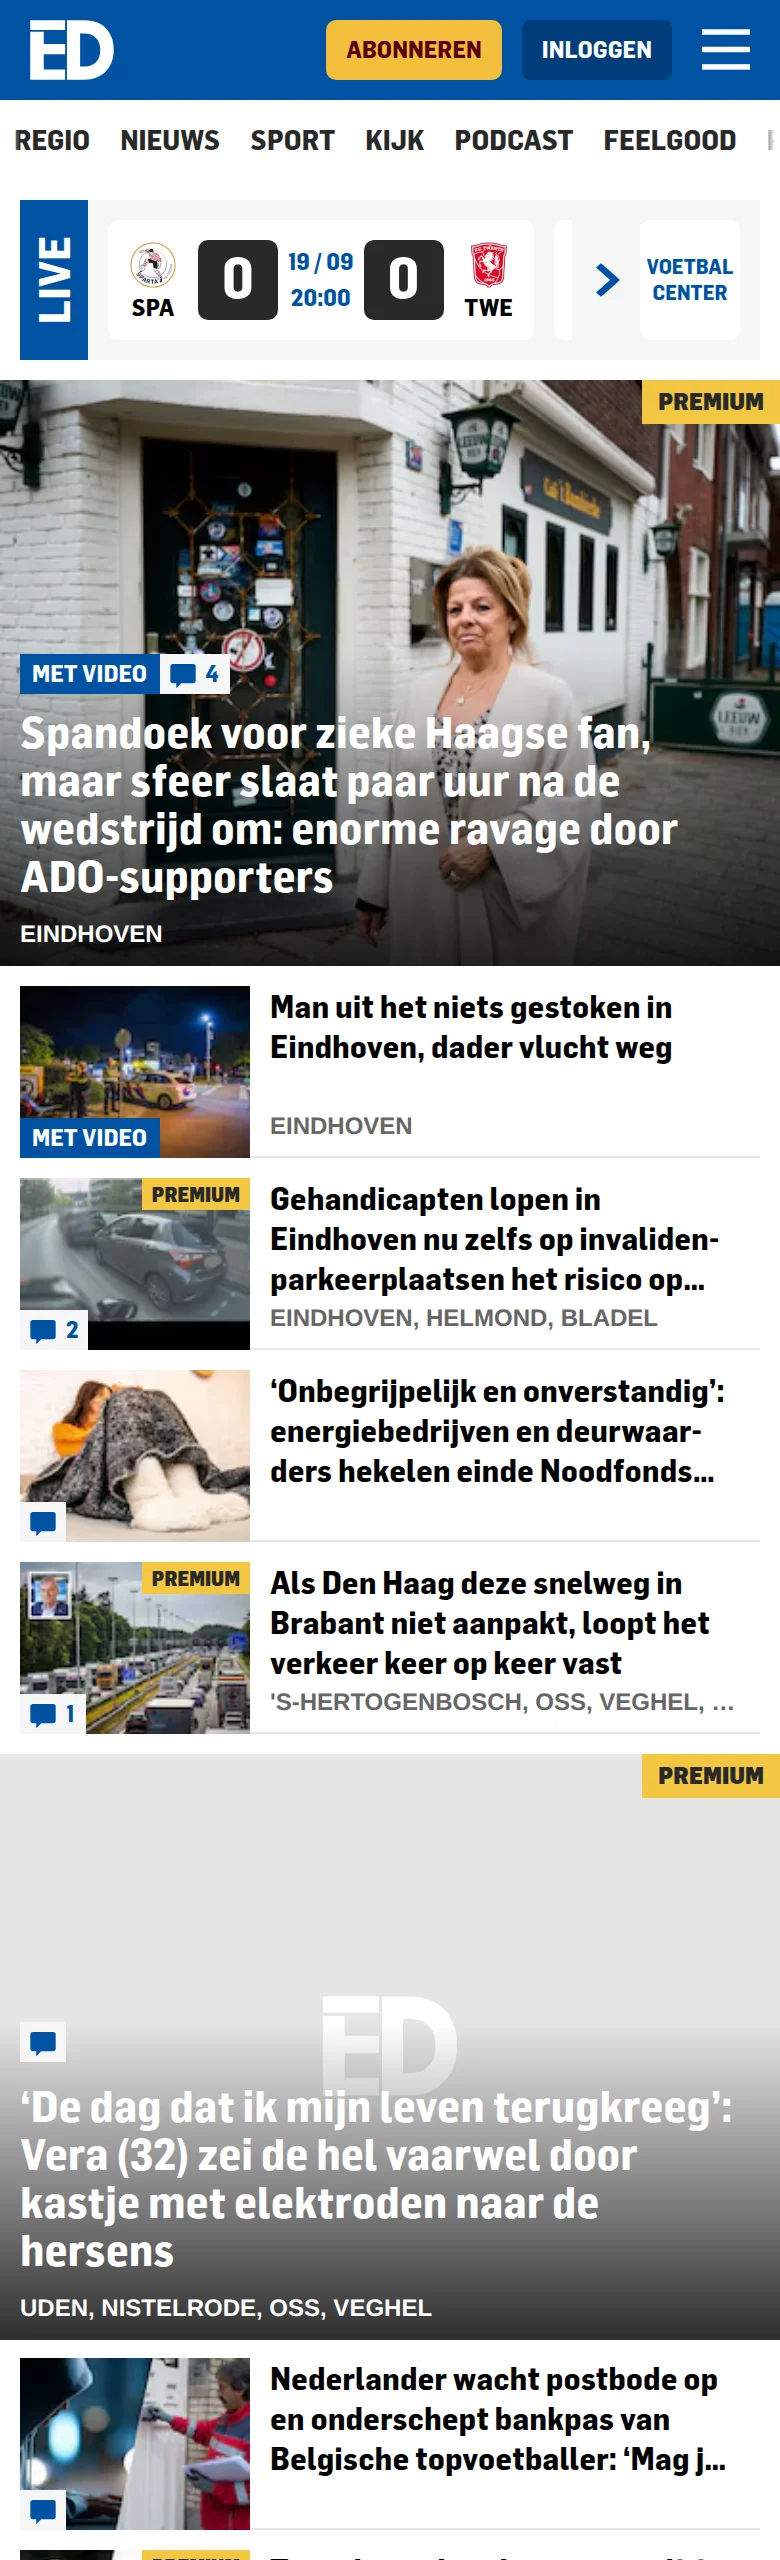 ED
ABONNEREN
INLOGGEN
REGIO NIEUWS SPORT KIJK PODCAST FEELGOOD
LIVE
SPA
0
19 / 09
20:00
0
TWE
VOETBAL
CENTER
PREMIUM
MET VIDEO
4
Spandoek voor zieke Haagse fan,
maar sfeer slaat paar uur na de
wedstrijd om: enorme ravage door
ADO-supporters
EINDHOVEN
MET VIDEO
Man uit het niets gestoken in
Eindhoven, dader vlucht weg
EINDHOVEN
PREMIUM
2
Gehandicapten lopen in
Eindhoven nu zelfs op invaliden-
parkeerplaatsen het risico op...
EINDHOVEN, HELMOND, BLADEL
‘Onbegrijpelijk en onverstandig’:
energiebedrijven en deurwaar-
ders hekelen einde Noodfonds...
PREMIUM
1
Als Den Haag deze snelweg in
Brabant niet aanpakt, loopt het
verkeer keer op keer vast
'S-HERTOGENBOSCH, OSS, VEGHEL, ...
PREMIUM
ED
‘De dag dat ik mijn leven terugkreeg’:
Vera (32) zei de hel vaarwel door
kastje met elektroden naar de
hersens
UDEN, NISTELRODE, OSS, VEGHEL
Nederlander wacht postbode op
en onderschept bankpas van
Belgische topvoetballer: ‘Mag j...